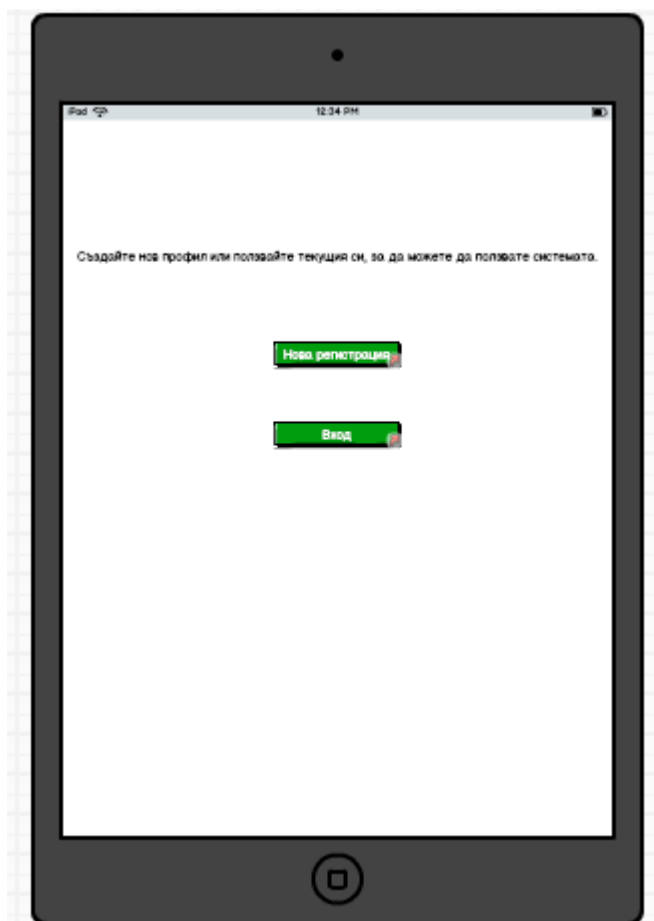 iPad
12:34 PM
Създайте нов профил или ползвайте текущия си, за да можете да ползвате системата.
Нова регистрация
Вход